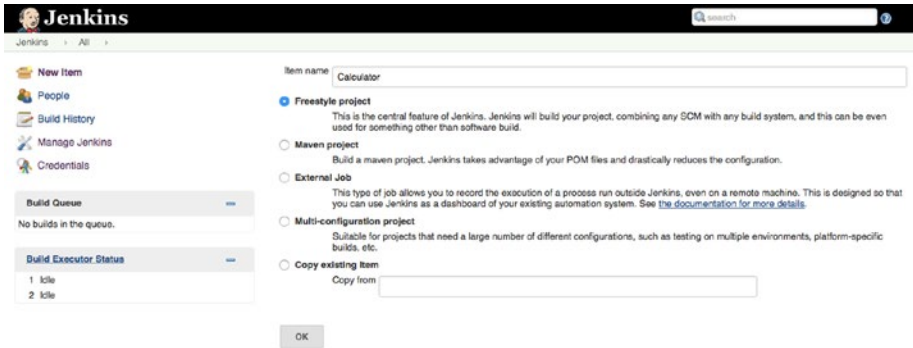 Jenkins
search
Jenkins › All ›
New Item
People
Build History
Manage Jenkins
Credentials
Build Queue
No builds in the queue.
Build Executor Status
1 Idle
2 Idle
Item name Calculator
Freestyle project
This is the central feature of Jenkins. Jenkins will build your project, combining any SCM with any build system, and this can be even
used for something other than software build.
Maven project
Build a maven project. Jenkins takes advantage of your POM files and drastically reduces the configuration.
External Job
This type of job allows you to record the execution of a process run outside Jenkins, even on a remote machine. This is designed so that
you can use Jenkins as a dashboard of your existing automation system. See the documentation for more details.
Multi-configuration project
Suitable for projects that need a large number of different configurations, such as testing on multiple environments, platform-specific
builds, etc.
Copy existing Item
Copy from
OK